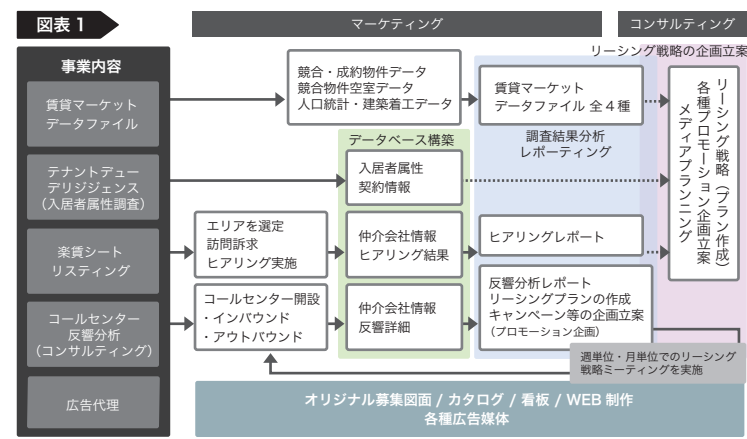 図表 1
マーケティング
コンサルティング
リーシング戦略の企画立案
事業内容
賃貸マーケット
データファイル
競合・成約物件データ
競合物件空室データ
人口統計・建築着工データ
賃貸マーケット
データファイル 全4種
データベース構築
調査結果分析
レポーティング
テナントデュー
デリジジェンス
（入居者属性調査）
入居者属性
契約情報
リーシング戦略（プラン作成）
各種プロモーション企画立案
メディアプランニング
楽賃シート
リスティング
エリアを選定
訪問訴求
ヒアリング実施
仲介会社情報
ヒアリング結果
ヒアリングレポート
コールセンター
反響分析
（コンサルティング）
コールセンター開設
・インバウンド
・アウトバウンド
仲介会社情報
反響詳細
反響分析レポート
リーシングプランの作成
キャンペーン等の企画立案
（プロモーション企画）
週単位・月単位でのリーシング
戦略ミーティングを実施
広告代理
オリジナル募集図面 / カタログ / 看板 / WEB 制作
各種広告媒体